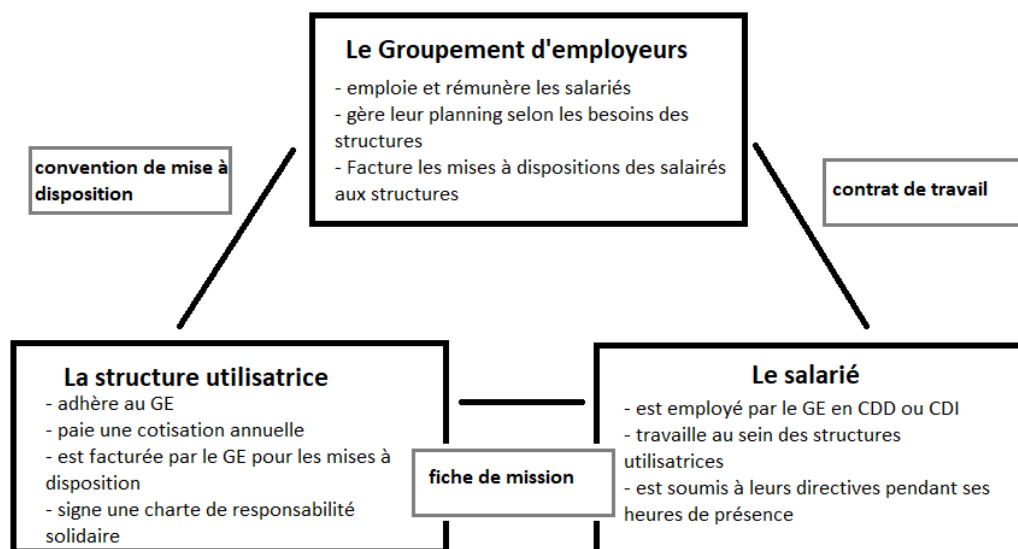 Le Groupement d'employeurs
- emploie et rémunère les salariés
- gère leur planning selon les besoins des
structures
- Facture les mises à dispositions des salairés
aux structures
convention de mise à
disposition
contrat de travail
La structure utilisatrice
- adhère au GE
- paie une cotisation annuelle
- est facturée par le GE pour les mises à
disposition
- signe une charte de responsabilité
solidaire
fiche de mission
Le salarié
- est employé par le GE en CDD ou CDI
- travaille au sein des structures
utilisatrices
- est soumis à leurs directives pendant ses
heures de présence